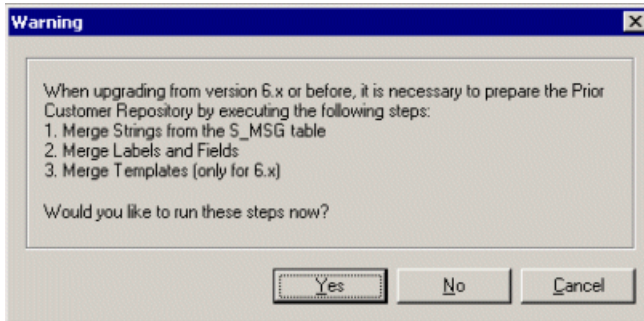 Warning
When upgrading from version 6.x or before, it is necessary to prepare the Prior
Customer Repository by executing the following steps:
1. Merge Strings from the S_MSG table
2. Merge Labels and Fields
3. Merge Templates (only for 6.x)
Would you like to run these steps now?
Yes No Cancel